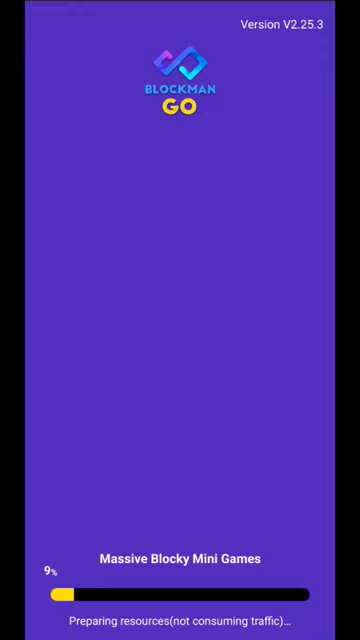 Version V2.25.3
BLOCKMAN
GO
Massive Blocky Mini Games
9%
Preparing resources(not consuming traffic)...